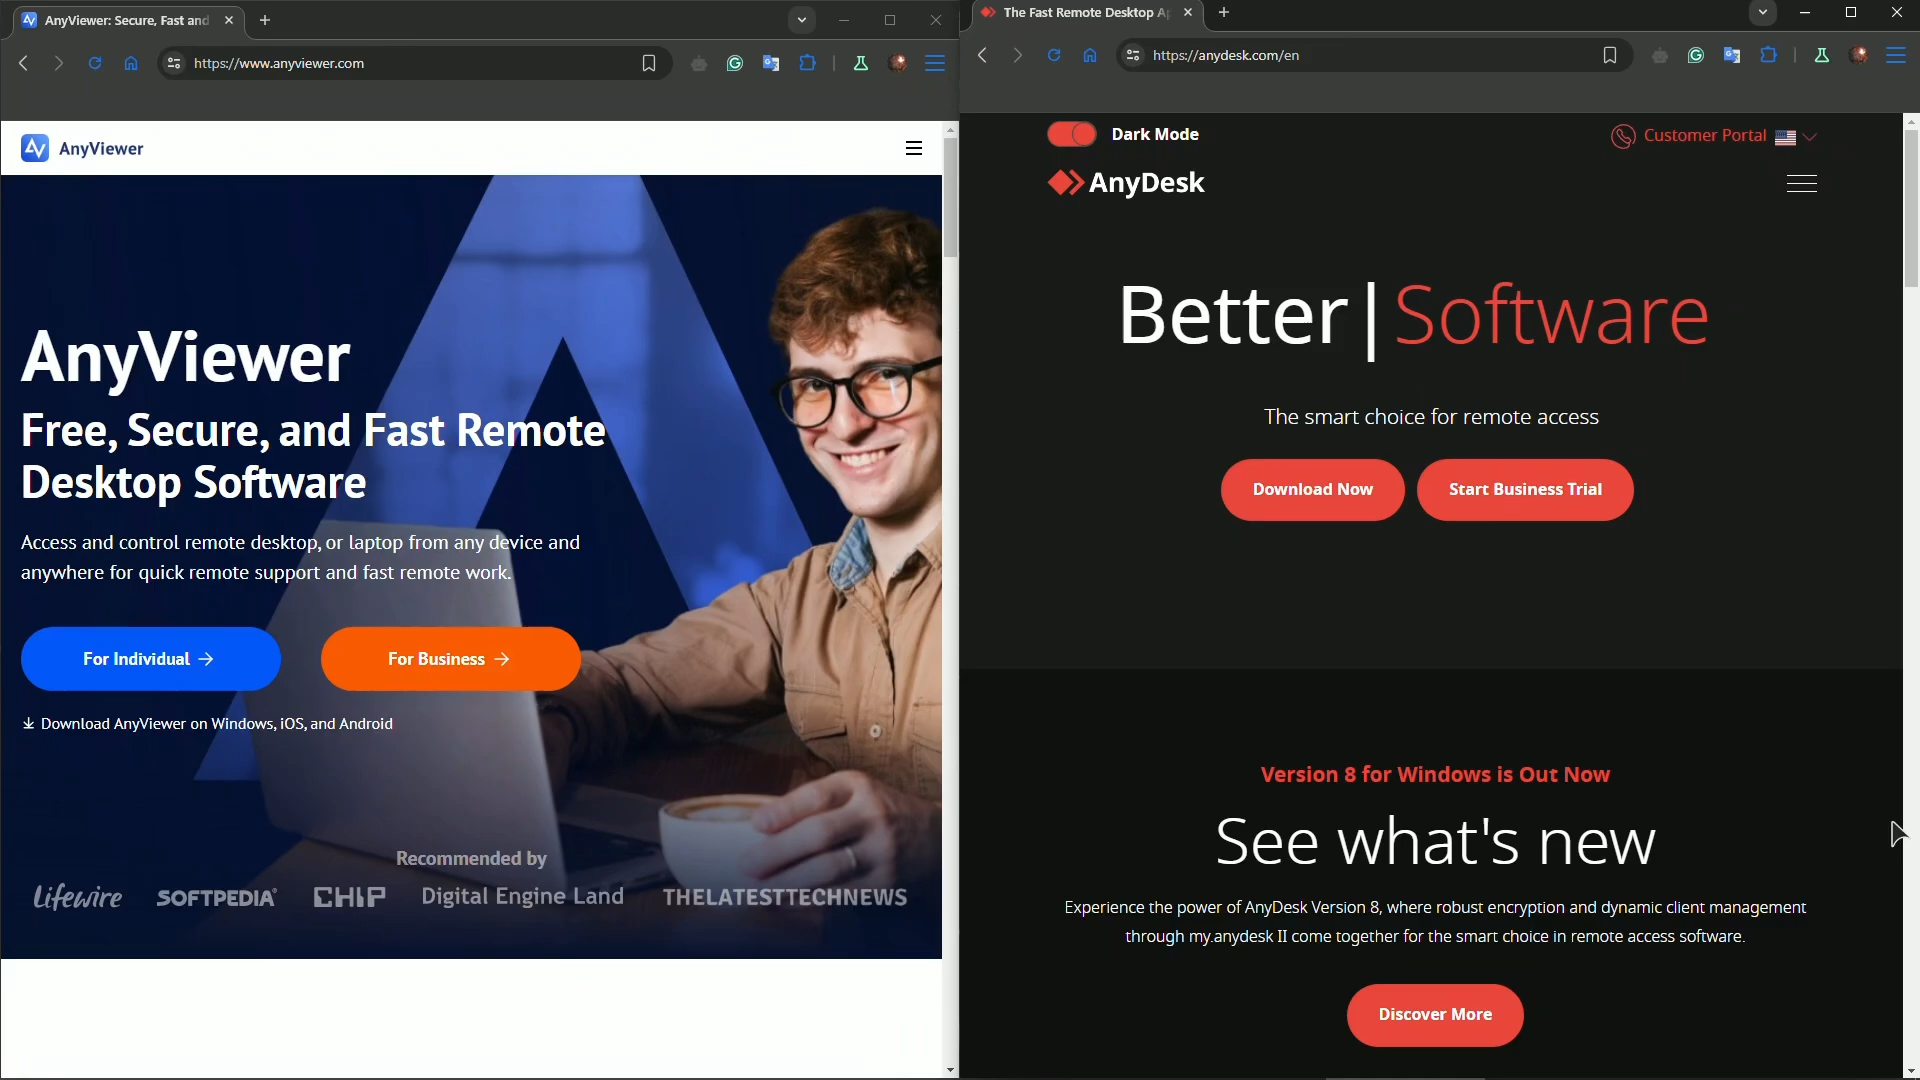 AnyViewer: Secure, Fast and
https://www.anyviewer.com
AnyViewer
AnyViewer
Free, Secure, and Fast Remote
Desktop Software
Access and control remote desktop, or laptop from any device and
anywhere for quick remote support and fast remote work.
For Individual →
For Business →
Download AnyViewer on Windows, iOS, and Android
Recommended by
Lifewire
SOFTPEDIA®
CHIP
Digital Engine Land
THELATESTTECHNEWS
The Fast Remote Desktop Ap
https://anydesk.com/en
Dark Mode
Customer Portal
AnyDesk
Better|Software
The smart choice for remote access
Download Now
Start Business Trial
Version 8 for Windows is Out Now
See what's new
Experience the power of AnyDesk Version 8, where robust encryption and dynamic client management
through my.anydesk II come together for the smart choice in remote access software.
Discover More